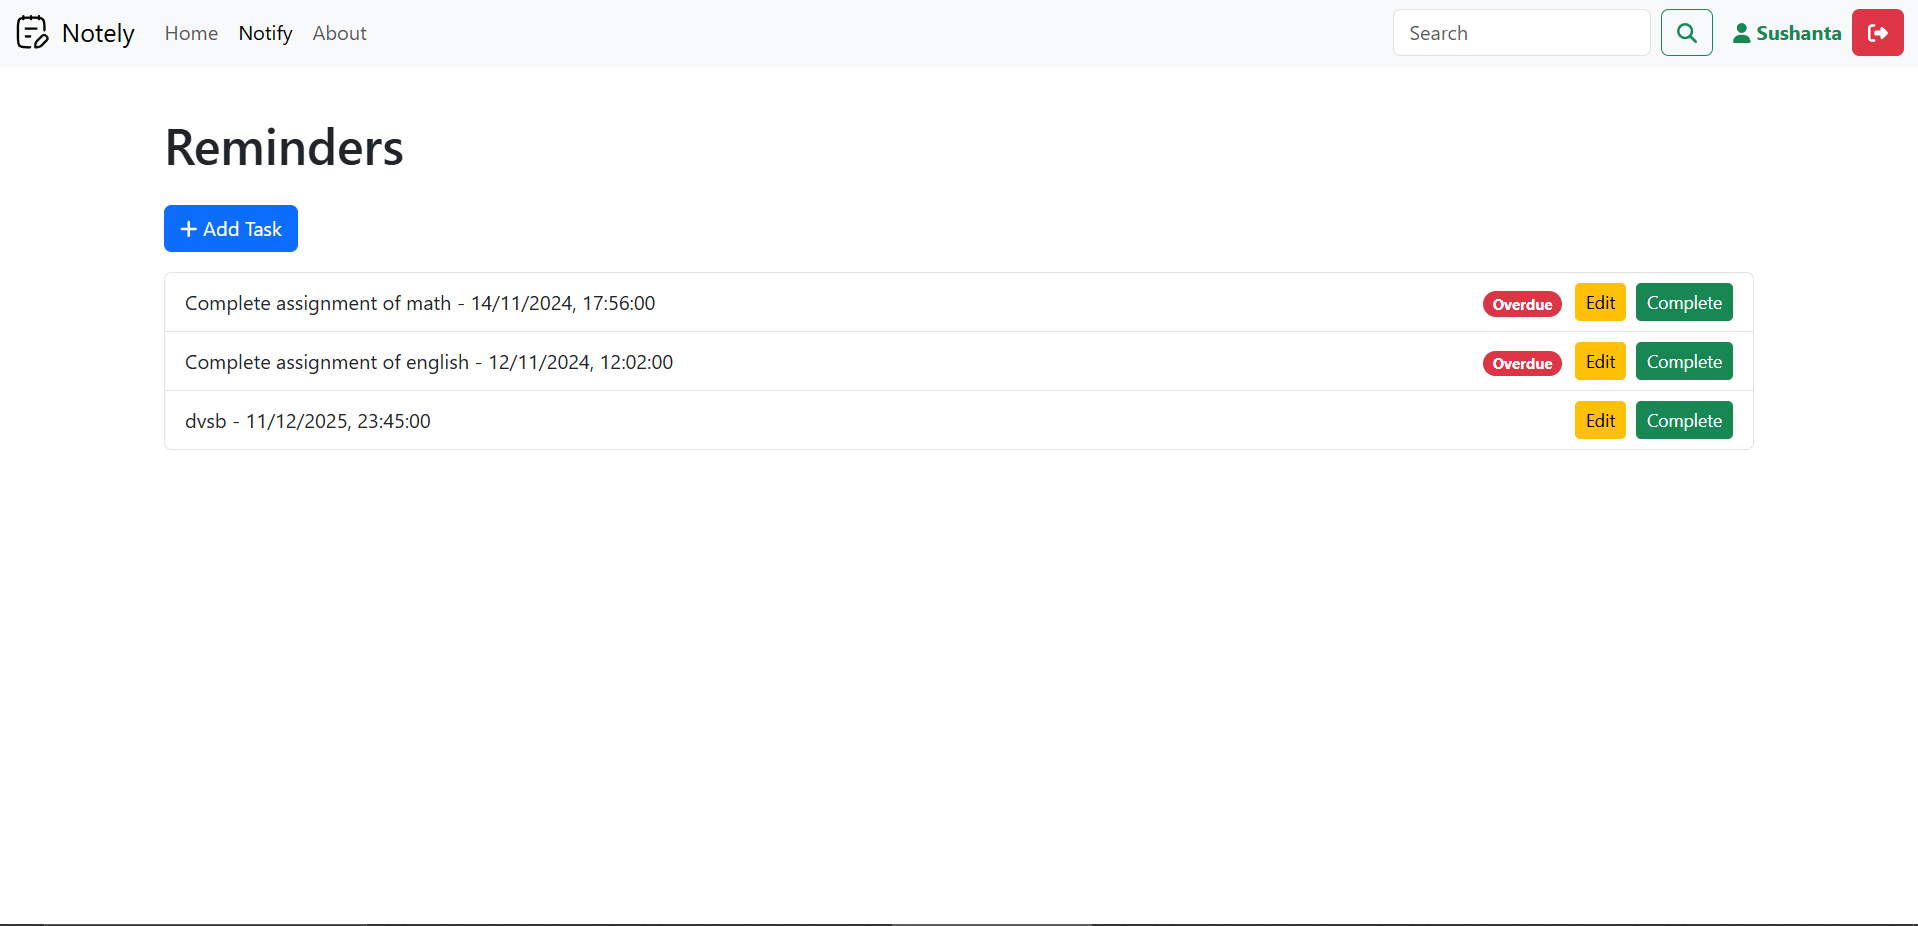 Notely Home Notify About Search Sushanta
Reminders
Add Task
Complete assignment of math - 14/11/2024, 17:56:00 Overdue Edit Complete
Complete assignment of english - 12/11/2024, 12:02:00 Overdue Edit Complete
dvsb - 11/12/2025, 23:45:00 Edit Complete